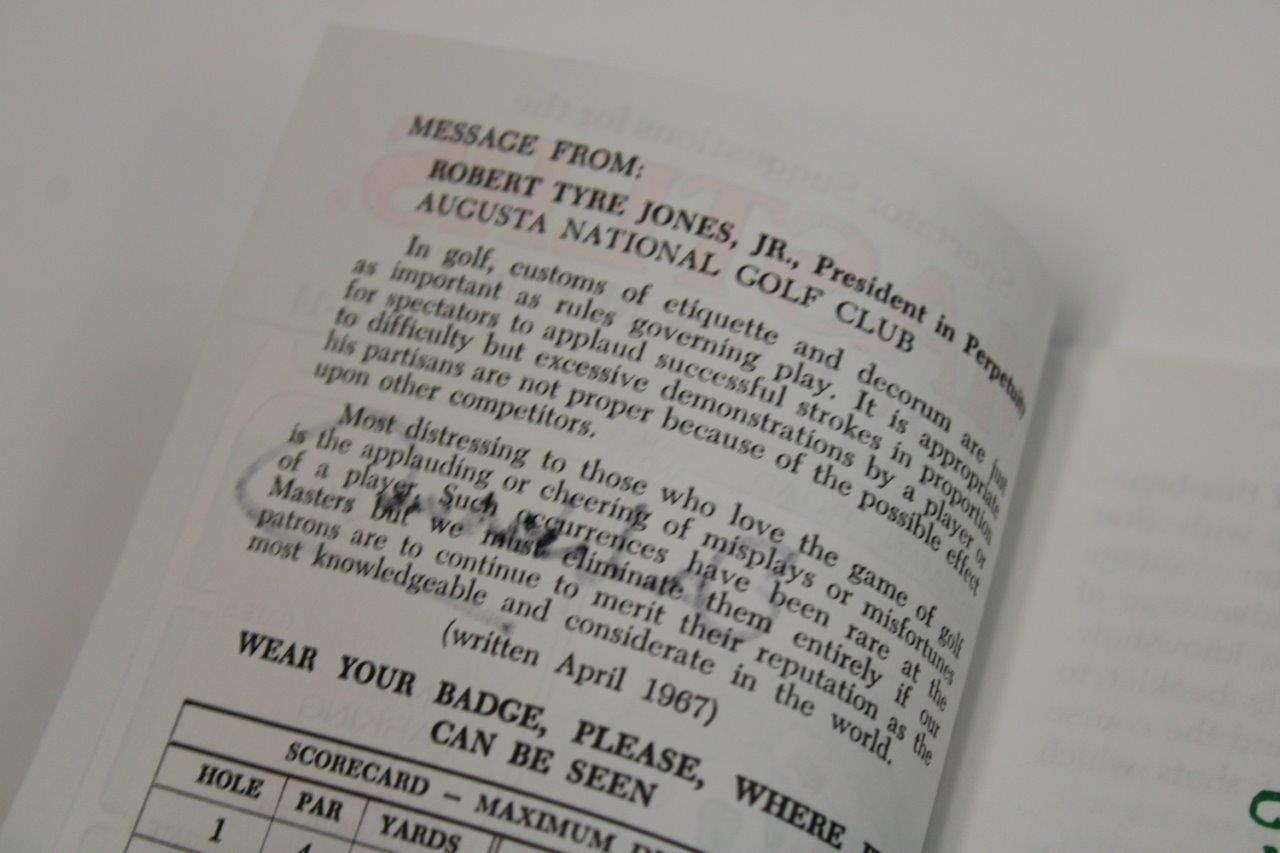 MESSAGE FROM:
ROBERT TYRE JONES, JR., President in Perpetuity
AUGUSTA NATIONAL GOLF CLUB
In golf, customs of etiquette and decorum are just
as important as rules governing play. It is appropriate
for spectators to applaud successful strokes in proportion
to difficulty but excessive demonstrations by a player or
his partisans are not proper because of the possible effect
upon other competitors.
Most distressing to those who love the game of golf
is the applauding or cheering of misplays or misfortunes
of a player. Such occurrences have been rare at the
Masters but we must eliminate them entirely if our
patrons are to continue to merit their reputation as the
most knowledgeable and considerate in the world.
(written April 1967)
WEAR YOUR BADGE, PLEASE, WHERE
CAN BE SEEN
SCORECARD – MAXIMUM
HOLE PAR YARDS
1